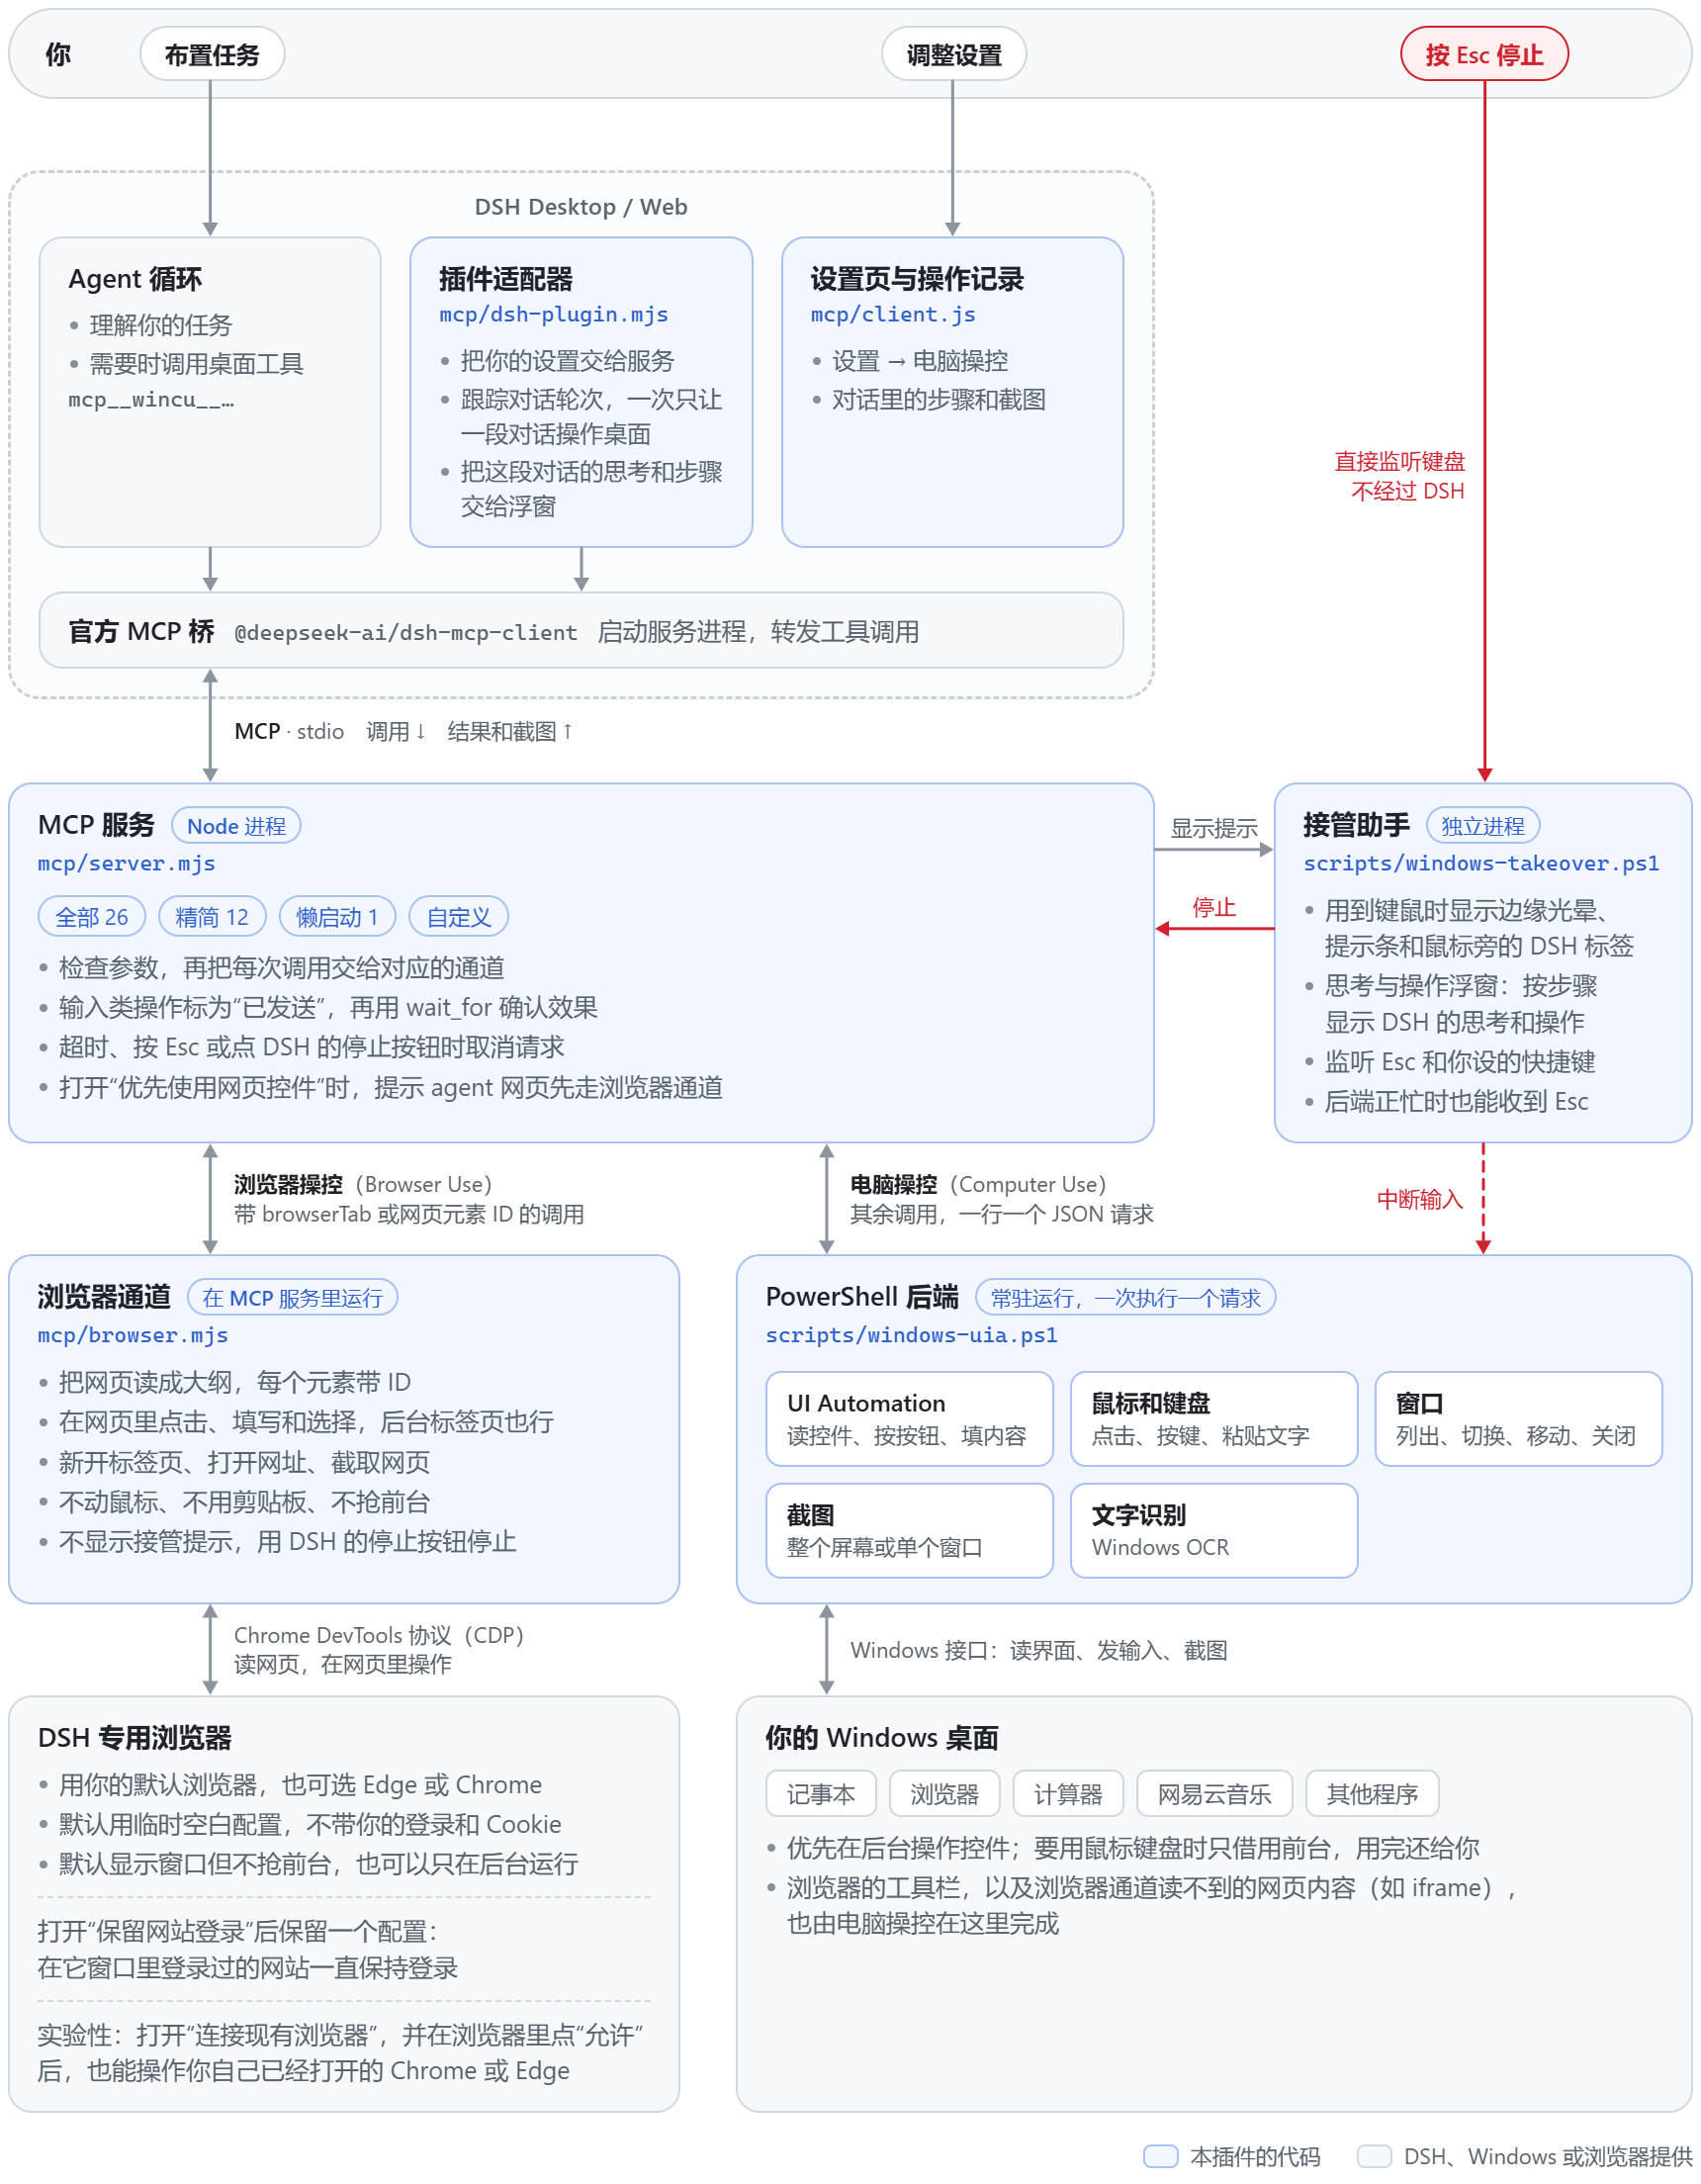 你
布置任务
调整设置
按 Esc 停止
DSH Desktop / Web
Agent 循环
• 理解你的任务
• 需要时调用桌面工具
mcp__wincu__…
插件适配器
mcp/dsh-plugin.mjs
• 把你的设置交给服务
• 跟踪对话轮次，一次只让
一段对话操作桌面
• 把这段对话的思考和步骤
交给浮窗
设置页与操作记录
mcp/client.js
• 设置 → 电脑操控
• 对话里的步骤和截图
直接监听键盘
不经过 DSH
官方 MCP 桥 @deepseek-ai/dsh-mcp-client 启动服务进程，转发工具调用
MCP · stdio 调用 ↓ 结果和截图 ↑
MCP 服务 Node 进程
mcp/server.mjs
全部 26 精简 12 懒启动 1 自定义
• 检查参数，再把每次调用交给对应的通道
• 输入类操作标为“已发送”，再用 wait_for 确认效果
• 超时、按 Esc 或点 DSH 的停止按钮时取消请求
• 打开“优先使用网页控件”时，提示 agent 网页先走浏览器通道
显示提示
停止
接管助手 独立进程
scripts/windows-takeover.ps1
• 用到键鼠时显示边缘光晕、
提示条和鼠标旁的 DSH 标签
• 思考与操作浮窗：按步骤
显示 DSH 的思考和操作
• 监听 Esc 和你设的快捷键
• 后端正忙时也能收到 Esc
浏览器操控（Browser Use）
带 browserTab 或网页元素 ID 的调用
电脑操控（Computer Use）
其余调用，一行一个 JSON 请求
中断输入
浏览器通道 在 MCP 服务里运行
mcp/browser.mjs
• 把网页读成大纲，每个元素带 ID
• 在网页里点击、填写和选择，后台标签页也行
• 新开标签页、打开网址、截取网页
• 不动鼠标、不用剪贴板、不抢前台
• 不显示接管提示，用 DSH 的停止按钮停止
PowerShell 后端 常驻运行，一次执行一个请求
scripts/windows-uia.ps1
UI Automation
读控件、按按钮、填内容
鼠标和键盘
点击、按键、粘贴文字
窗口
列出、切换、移动、关闭
截图
整个屏幕或单个窗口
文字识别
Windows OCR
Chrome DevTools 协议（CDP）
读网页，在网页里操作
Windows 接口：读界面、发输入、截图
DSH 专用浏览器
• 用你的默认浏览器，也可选 Edge 或 Chrome
• 默认用临时空白配置，不带你的登录和 Cookie
• 默认显示窗口但不抢前台，也可以只在后台运行
打开“保留网站登录”后保留一个配置：
在它窗口里登录过的网站一直保持登录
实验性：打开“连接现有浏览器”，并在浏览器里点“允许”
后，也能操作你自己已经打开的 Chrome 或 Edge
你的 Windows 桌面
记事本 浏览器 计算器 网易云音乐 其他程序
• 优先在后台操作控件；要用鼠标键盘时只借用前台，用完还给你
• 浏览器的工具栏，以及浏览器通道读不到的网页内容（如 iframe），
也由电脑操控在这里完成
本插件的代码
DSH、Windows 或浏览器提供